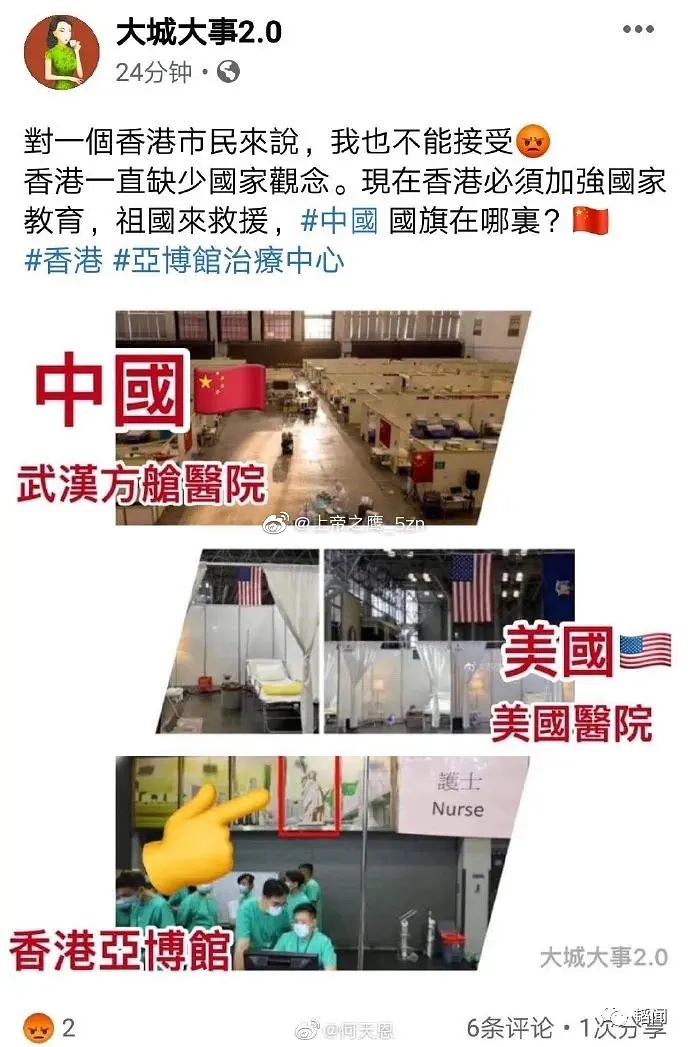 大城大事2.0
24分钟
對一個香港市民來說，我也不能接受
香港一直缺少國家觀念。現在香港必須加強國家
教育，祖國來救援，#中國 國旗在哪裏？
#香港 #亞博館治療中心
中國
武漢方艙醫院
@上帝之鹰_5zn
美國
美國醫院
護士
Nurse
香港亞博館
大城大事2.0
2
@何天恩
6条评论·1次分享
韬闻